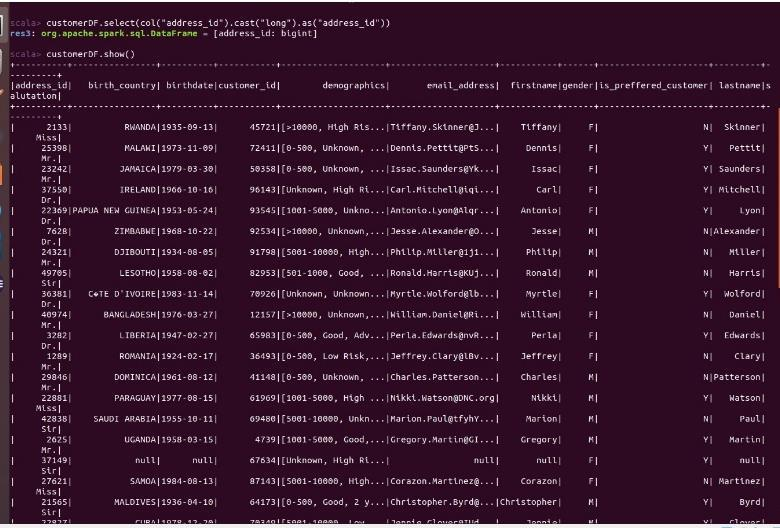 scala> customerDF.select(col("address_id").cast("long").as("address_id"))
res3: org.apache.spark.sql.DataFrame = [address_id: bigint]
scala> customerDF.show()
+----------+----------------+----------+-----------+--------------------+--------------------+-----------+------+---------------------+---------+-
---------+
|address_id| birth_country| birthdate|customer_id| demographics| email_address| firstname|gender|is_preffered_customer| lastname|s
alutation|
+----------+----------------+----------+-----------+--------------------+--------------------+-----------+------+---------------------+---------+-
---------+
| 2133| RWANDA|1935-09-13| 45721|[>10000, High Ris...|Tiffany.Skinner@J...| Tiffany| F| N| Skinner|
Miss|
| 25398| MALAWI|1973-11-09| 72411|[0-500, Unknown, ...|Dennis.Pettit@PtS...| Dennis| F| Y| Pettit|
Mr.|
| 23242| JAMAICA|1979-03-30| 50358|[0-500, Unknown, ...|Issac.Saunders@Yk...| Issac| F| Y| Saunders|
Mr.|
| 37550| IRELAND|1966-10-16| 96143|[Unknown, High Ri...|Carl.Mitchell@iqi...| Carl| F| Y| Mitchell|
Dr.|
| 22369|PAPUA NEW GUINEA|1953-05-24| 93545|[1001-5000, Unkno...|Antonio.Lyon@Alqr...| Antonio| F| Y| Lyon|
Dr.|
| 7628| ZIMBABWE|1968-10-22| 92534|[>10000, Unknown,...|Jesse.Alexander@O...| Jesse| M| N|Alexander|
Dr.|
| 24321| DJIBOUTI|1934-08-05| 91798|[5001-10000, High...|Philip.Miller@1j1...| Philip| M| N| Miller|
Mr.|
| 49705| LESOTHO|1958-08-02| 82953|[501-1000, Good, ...|Ronald.Harris@KUj...| Ronald| M| N| Harris|
Sir|
| 36381| C�TE D'IVOIRE|1983-11-14| 70926|[Unknown, Unknown...|Myrtle.Wolford@lb...| Myrtle| F| Y| Wolford|
Dr.|
| 40974| BANGLADESH|1976-03-27| 12157|[>10000, Unknown,...|William.Daniel@Ri...| William| F| N| Daniel|
Mr.|
| 3282| LIBERIA|1947-02-27| 65983|[0-500, Good, Adv...|Perla.Edwards@nvR...| Perla| F| Y| Edwards|
Dr.|
| 1289| ROMANIA|1924-02-17| 36493|[0-500, Low Risk,...|Jeffrey.Clary@lBv...| Jeffrey| F| N| Clary|
Mr.|
| 29846| DOMINICA|1961-08-12| 41148|[0-500, Unknown, ...|Charles.Patterson...| Charles| M| N|Patterson|
Mr.|
| 22881| PARAGUAY|1977-08-15| 61969|[1001-5000, High ...|Nikki.Watson@DNC.org| Nikki| M| Y| Watson|
Miss|
| 42838| SAUDI ARABIA|1955-10-11| 69480|[5001-10000, Unkn...|Marion.Paul@tfyhY...| Marion| M| N| Paul|
Sir|
| 2625| UGANDA|1958-03-15| 4739|[1001-5000, Good,...|Gregory.Martin@GI...| Gregory| M| Y| Martin|
Mr.|
| 37149| null| null| 67634|[Unknown, High Ri...| null| null| F| Y| null|
Sir|
| 27621| SAMOA|1984-08-13| 87143|[5001-10000, High...|Corazon.Martinez@...| Corazon| F| N| Martinez|
Miss|
| 21565| MALDIVES|1936-04-10| 64173|[0-500, Good, 2 y...|Christopher.Byrd@...|Christopher| M| Y| Byrd|
Sir|